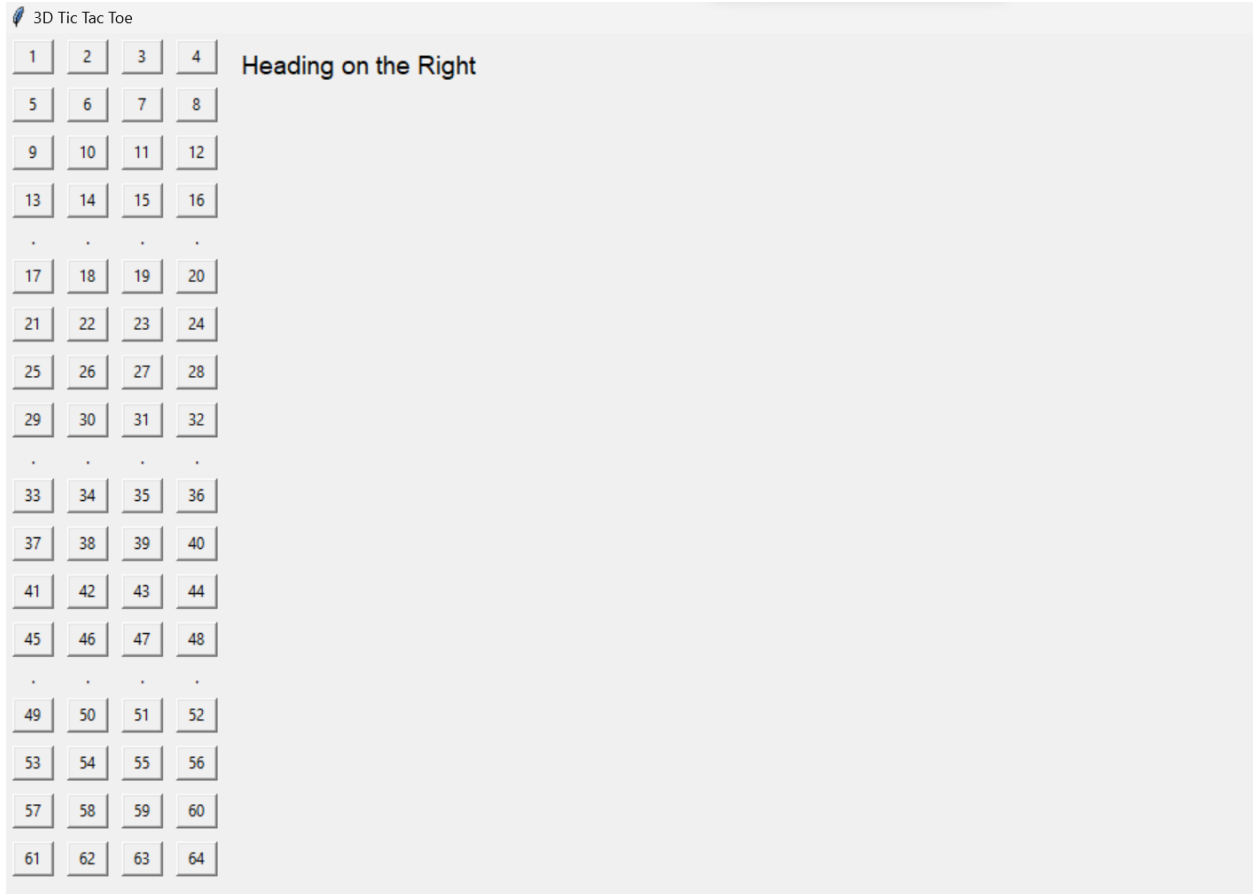 3D Tic Tac Toe
1 2 3 4 Heading on the Right
5 6 7 8
9 10 11 12
13 14 15 16
. . . .
17 18 19 20
21 22 23 24
25 26 27 28
29 30 31 32
. . . .
33 34 35 36
37 38 39 40
41 42 43 44
45 46 47 48
. . . .
49 50 51 52
53 54 55 56
57 58 59 60
61 62 63 64